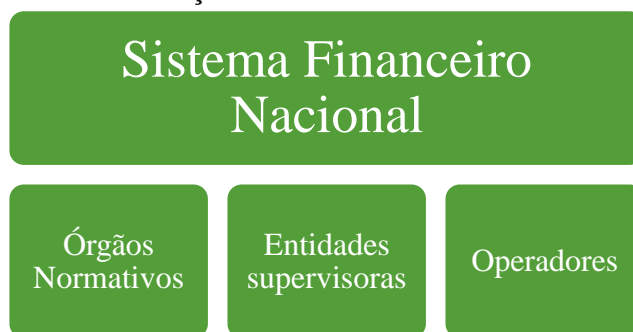 Sistema Financeiro
Nacional
Órgãos
Normativos
Entidades
supervisoras
Operadores